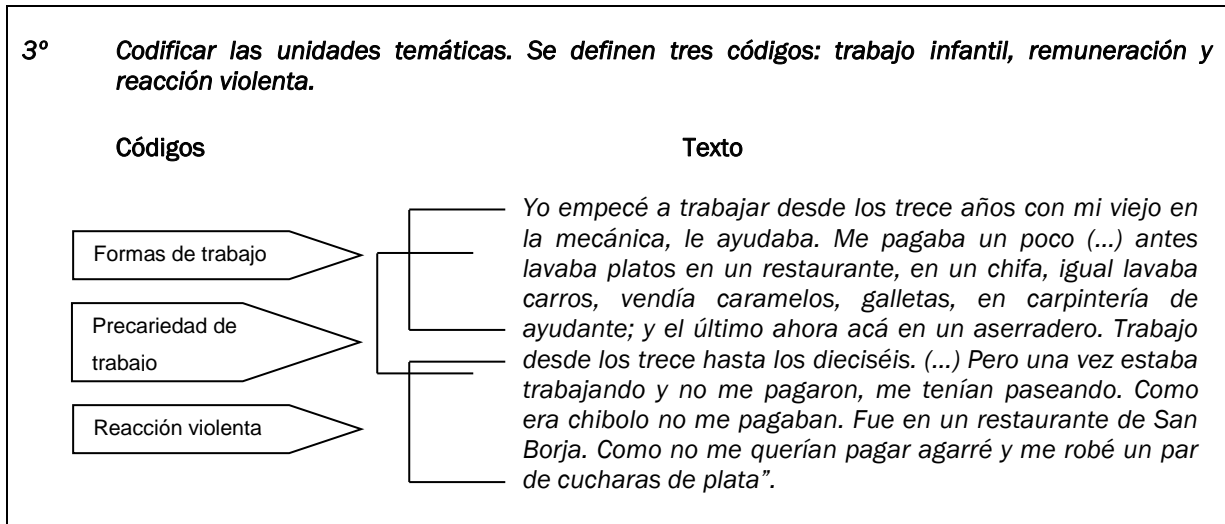 3º Codificar las unidades temáticas. Se definen tres códigos: trabajo infantil, remuneración y
reacción violenta.
Códigos
Texto
Formas de trabajo
Precariedad de
trabajo
Reacción violenta
Yo empecé a trabajar desde los trece años con mi viejo en
la mecánica, le ayudaba. Me pagaba un poco (...) antes
lavaba platos en un restaurante, en un chifa, igual lavaba
carros, vendía caramelos, galletas, en carpintería de
ayudante; y el último ahora acá en un aserradero. Trabajo
desde los trece hasta los dieciséis. (...) Pero una vez estaba
trabajando y no me pagaron, me tenían paseando. Como
era chibolo no me pagaban. Fue en un restaurante de San
Borja. Como no me querían pagar agarré y me robé un par
de cucharas de plata”.